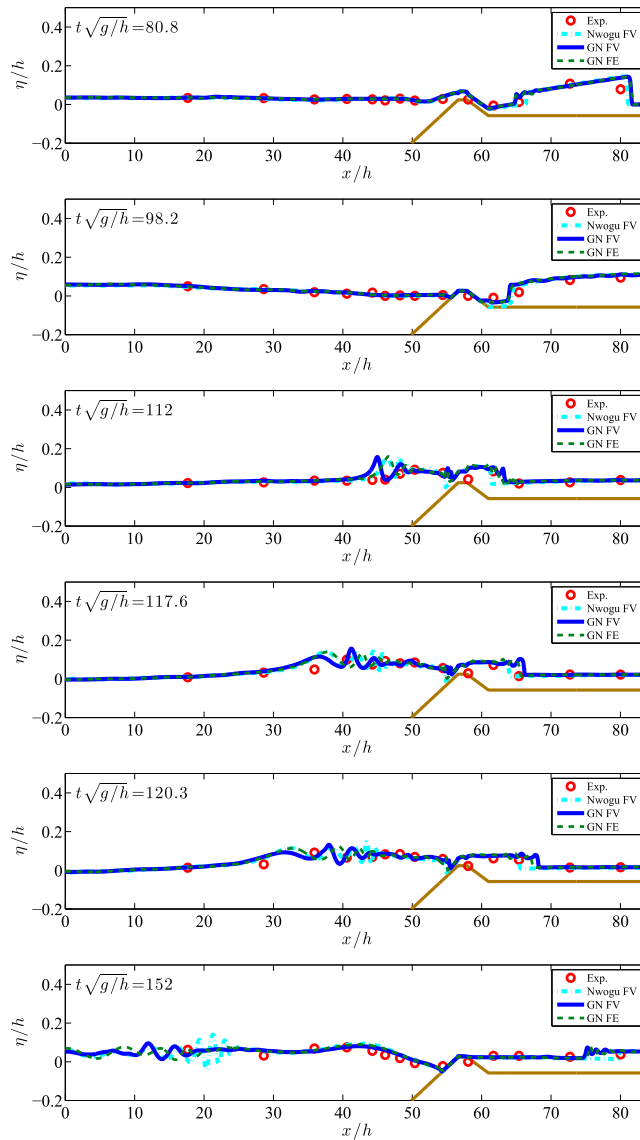 t√g/h=80.8
Exp.
Nwogu FV
GN FV
GN FE
η/h
0.4
0.2
0
−0.2
0 10 20 30 40 50 60 70 80
x/h
t√g/h=98.2
Exp.
Nwogu FV
GN FV
GN FE
η/h
0.4
0.2
0
−0.2
0 10 20 30 40 50 60 70 80
x/h
t√g/h=112
Exp.
Nwogu FV
GN FV
GN FE
η/h
0.4
0.2
0
−0.2
0 10 20 30 40 50 60 70 80
x/h
t√g/h=117.6
Exp.
Nwogu FV
GN FV
GN FE
η/h
0.4
0.2
0
−0.2
0 10 20 30 40 50 60 70 80
x/h
t√g/h=120.3
Exp.
Nwogu FV
GN FV
GN FE
η/h
0.4
0.2
0
−0.2
0 10 20 30 40 50 60 70 80
x/h
t√g/h=152
Exp.
Nwogu FV
GN FV
GN FE
η/h
0.4
0.2
0
−0.2
0 10 20 30 40 50 60 70 80
x/h